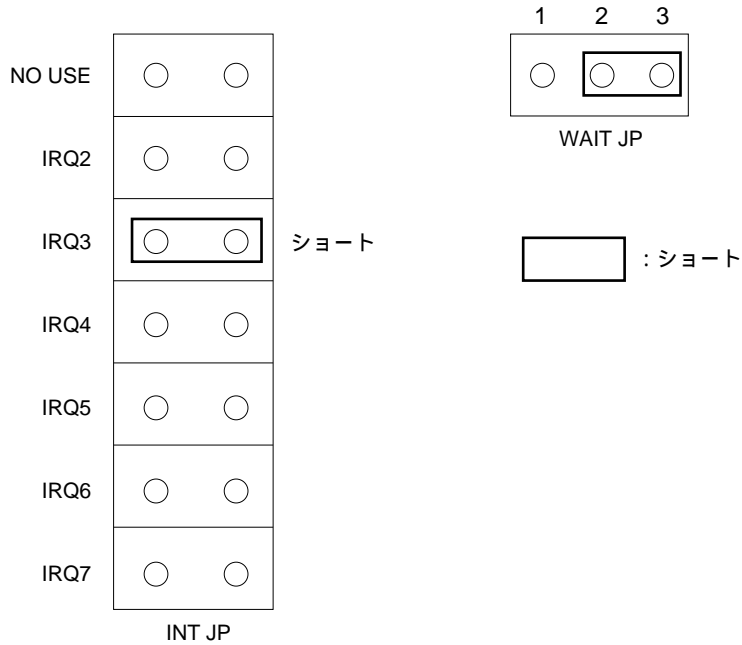 NO USE
IRQ2
IRQ3
ショート
IRQ4
IRQ5
IRQ6
IRQ7
INT JP
1 2 3
WAIT JP
：ショート